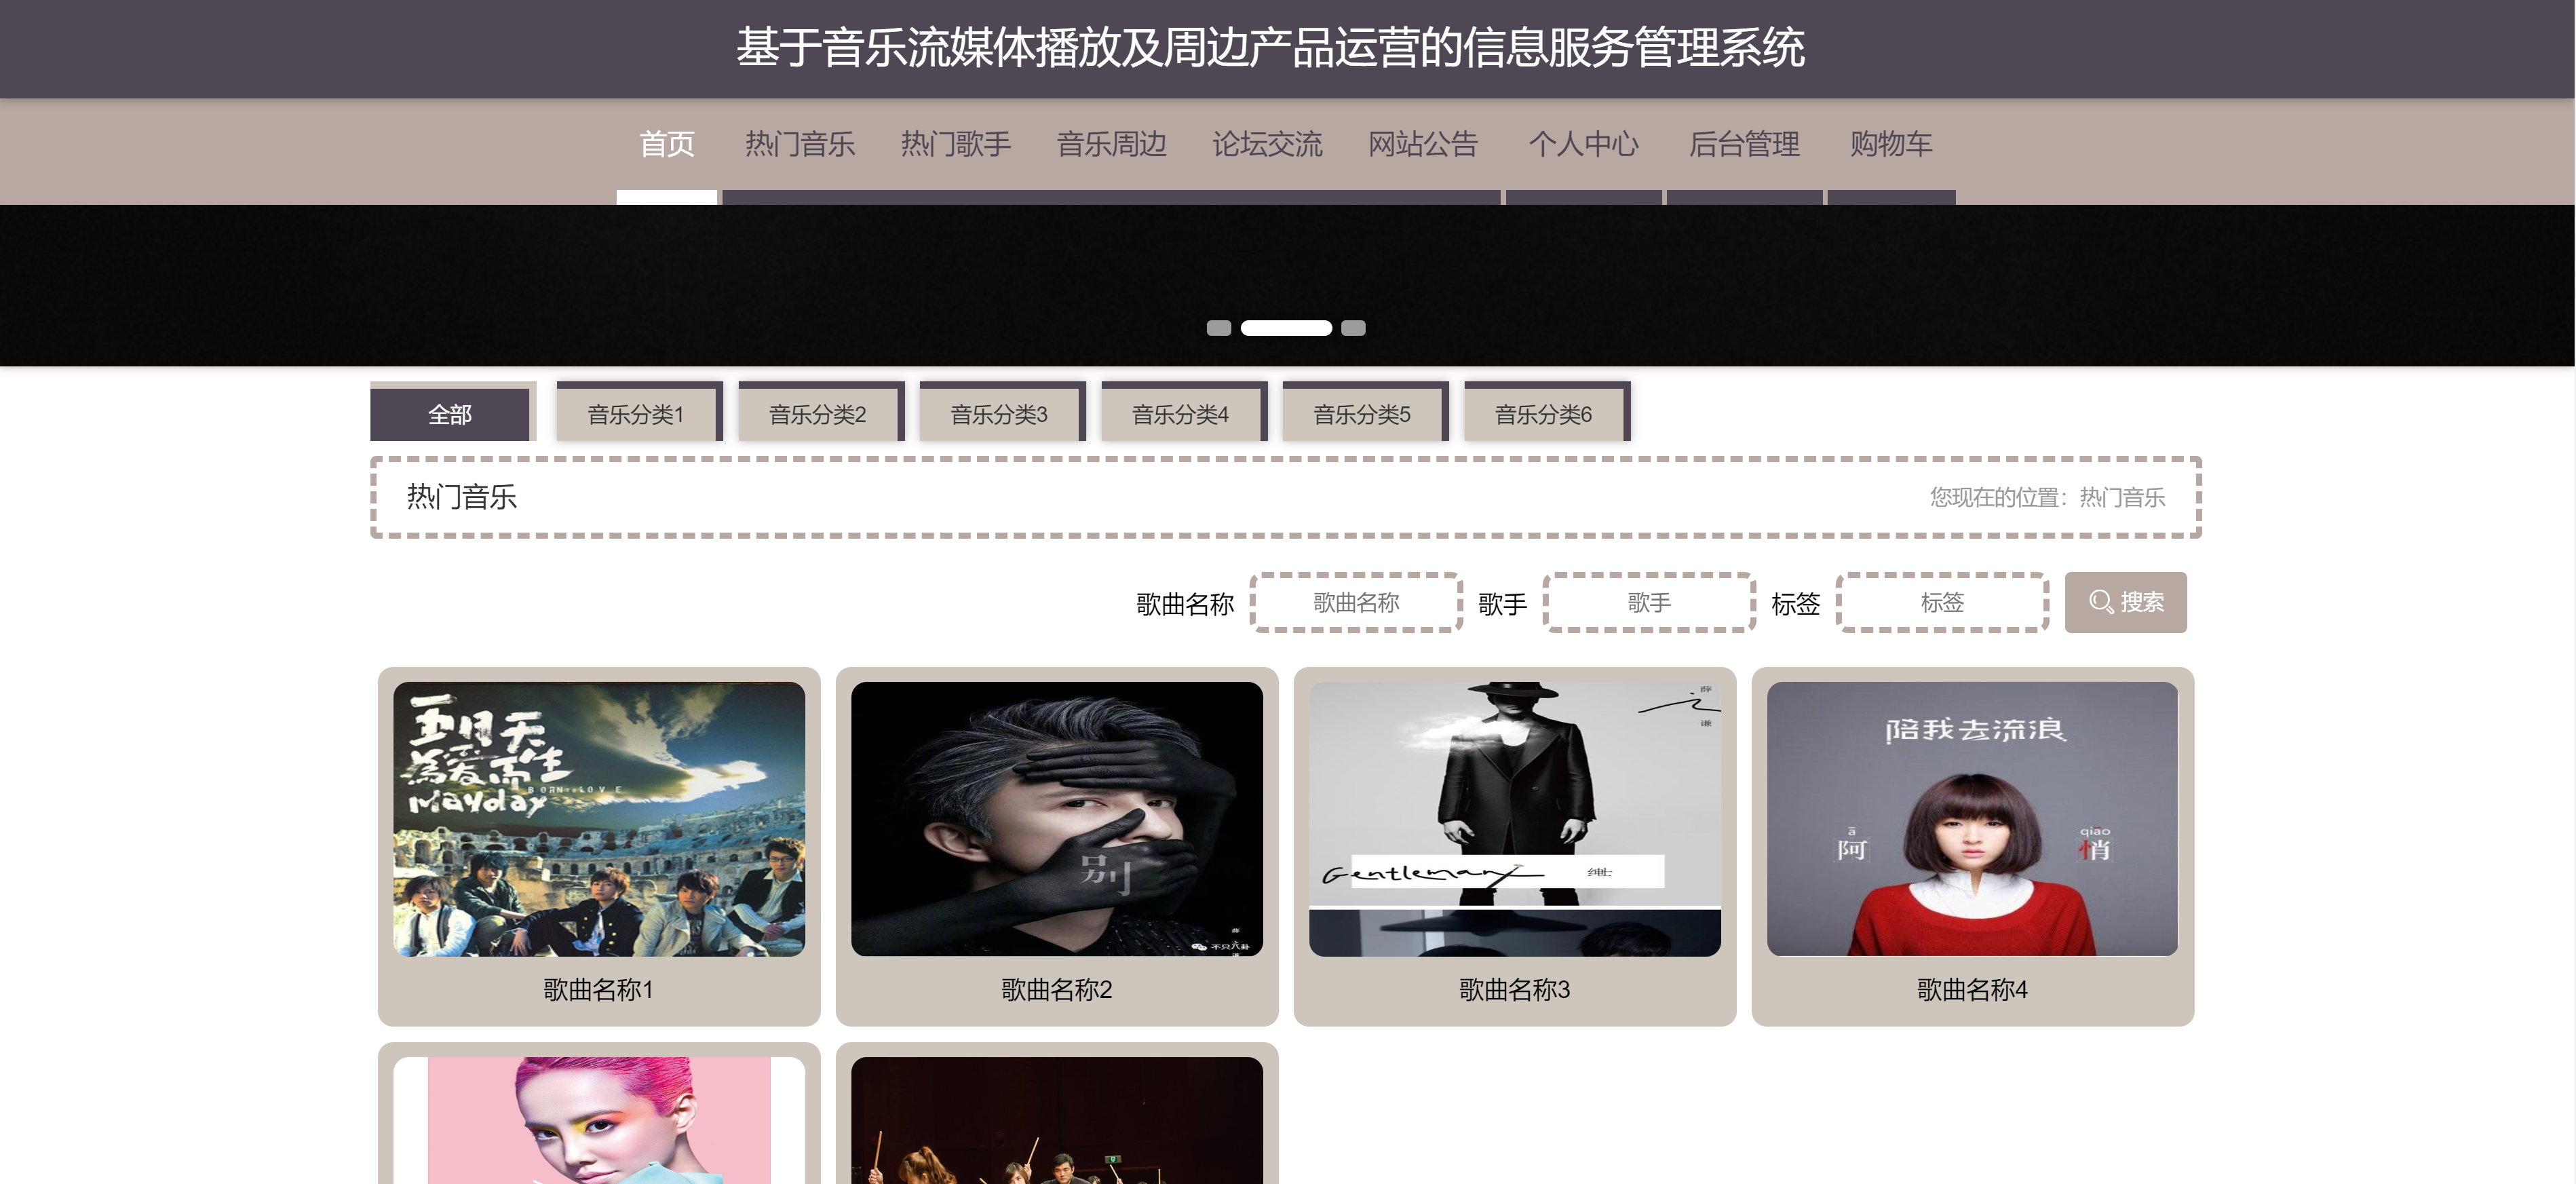 基于音乐流媒体播放及周边产品运营的信息服务管理系统
首页 热门音乐 热门歌手 音乐周边 论坛交流 网站公告 个人中心 后台管理 购物车
全部 音乐分类1 音乐分类2 音乐分类3 音乐分类4 音乐分类5 音乐分类6
热门音乐 您现在的位置：热门音乐
歌曲名称 歌曲名称 歌手 歌手 标签 标签 搜索
五月天
為愛而生
BORN TO LOVE
Mayday
别
薛
不只八卦
薛
之
谦
Gentleman 绅士
陪我去流浪
ā qiao
阿 悄
歌曲名称1 歌曲名称2 歌曲名称3 歌曲名称4